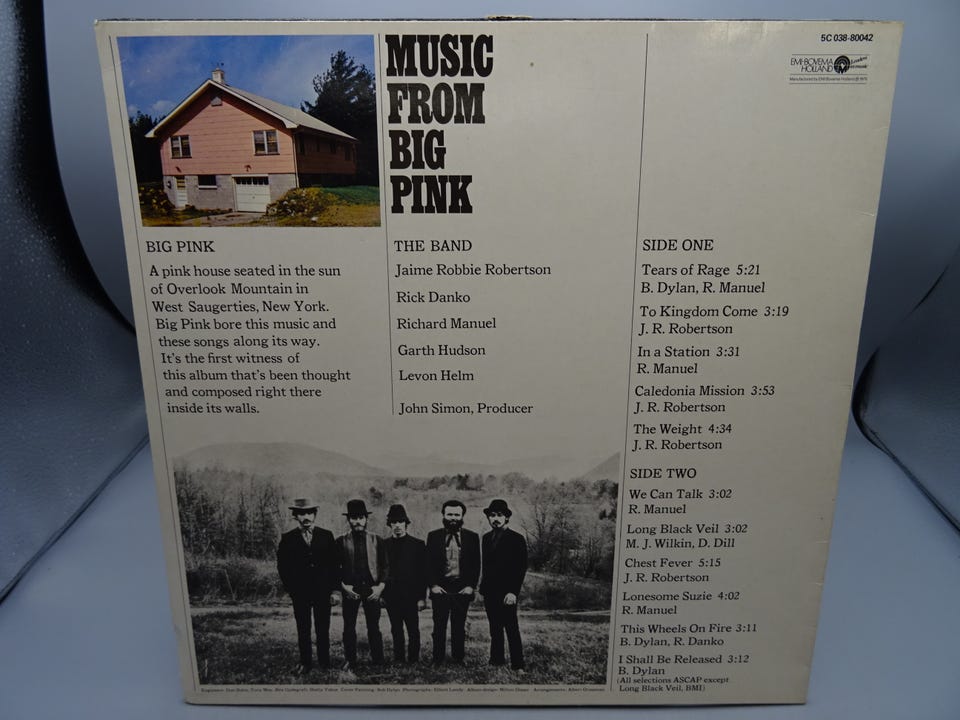 MUSIC
FROM
BIG
PINK
5C 038-80042
EMI-BOVEMA
HOLLAND
BIG PINK
A pink house seated in the sun
of Overlook Mountain in
West Saugerties, New York.
Big Pink bore this music and
these songs along its way.
It's the first witness of
this album that's been thought
and composed right there
inside its walls.
THE BAND
Jaime Robbie Robertson
Rick Danko
Richard Manuel
Garth Hudson
Levon Helm
John Simon, Producer
SIDE ONE
Tears of Rage 5:21
B. Dylan, R. Manuel
To Kingdom Come 3:19
J. R. Robertson
In a Station 3:31
R. Manuel
Caledonia Mission 3:53
J. R. Robertson
The Weight 4:34
J. R. Robertson
SIDE TWO
We Can Talk 3:02
R. Manuel
Long Black Veil 3:02
M. J. Wilkin, D. Dill
Chest Fever 5:15
J. R. Robertson
Lonesome Suzie 4:02
R. Manuel
This Wheels On Fire 3:11
B. Dylan, R. Danko
I Shall Be Released 3:12
B. Dylan
(All selections ASCAP except
Long Black Veil, BMI)